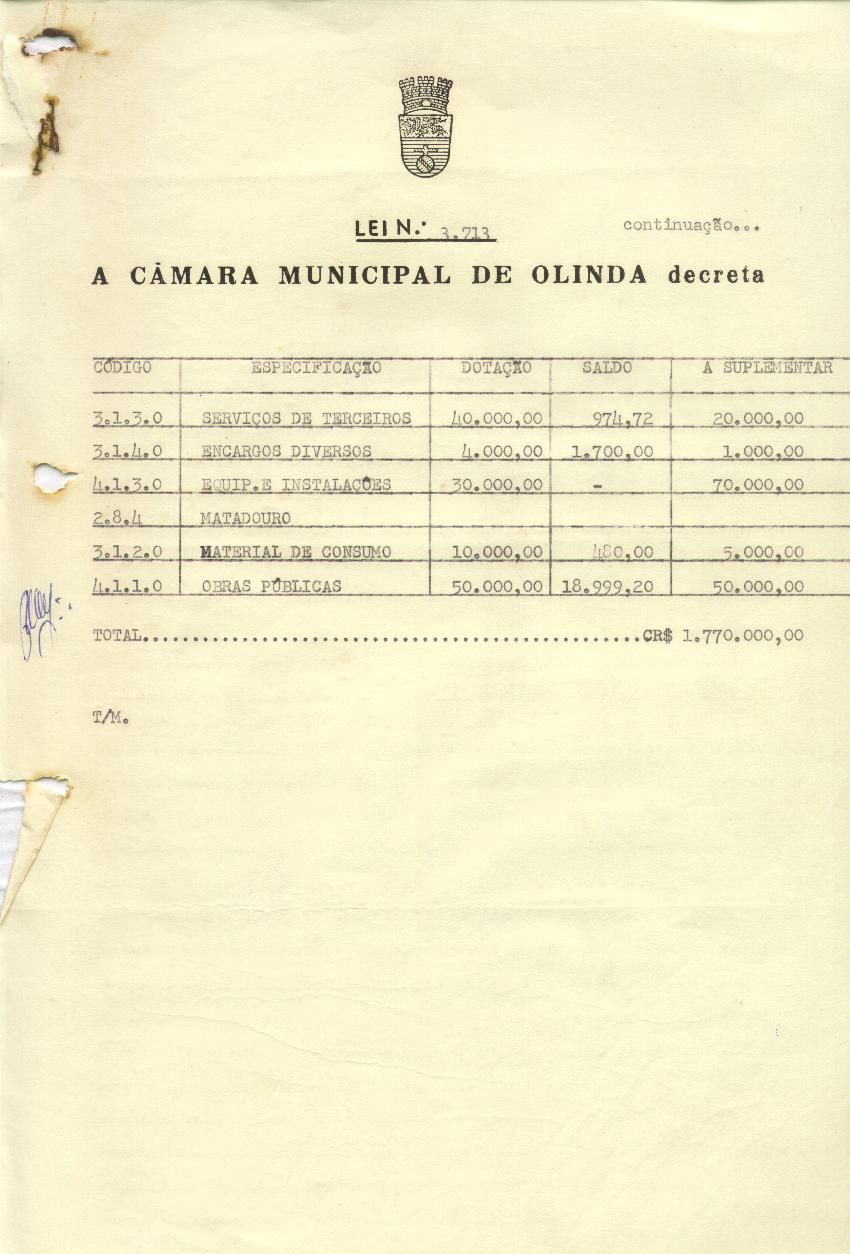 LEI N.º 3.713 continuação...
A CÂMARA MUNICIPAL DE OLINDA decreta
CÓDIGO ESPECIFICAÇÃO DOTAÇÃO SALDO A SUPLEMENTAR
3.1.3.0 SERVIÇOS DE TERCEIROS 40.000,00 974,72 20.000,00
3.1.4.0 ENCARGOS DIVERSOS 4.000,00 1.700,00 1.000,00
4.1.3.0 EQUIP.E INSTALAÇÕES 30.000,00 - 70.000,00
2.8.4 MATADOURO
3.1.2.0 MATERIAL DE CONSUMO 10.000,00 480,00 5.000,00
4.1.1.0 OBRAS PÚBLICAS 50.000,00 18.999,20 50.000,00
TOTAL..................................................CR$ 1.770.000,00
T/M.